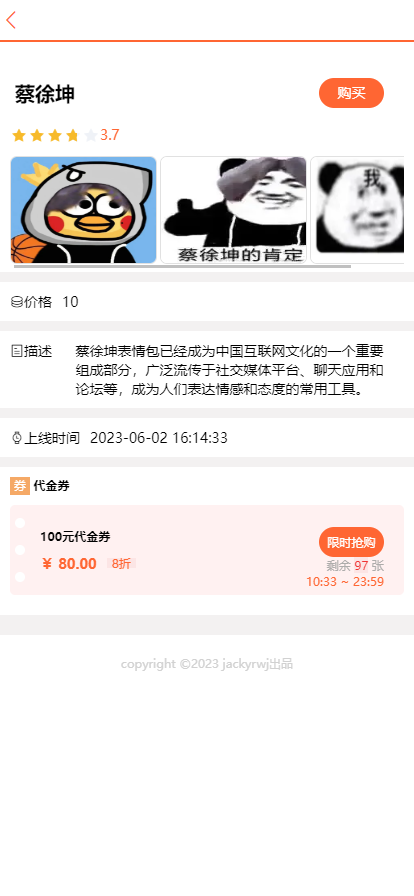 蔡徐坤
购买
3.7
我
蔡徐坤的肯定
价格 10
描述 蔡徐坤表情包已经成为中国互联网文化的一个重要
组成部分，广泛流传于社交媒体平台、聊天应用和
论坛等，成为人们表达情感和态度的常用工具。
上线时间 2023-06-02 16:14:33
券 代金券
100元代金券
限时抢购
￥ 80.00 8折
剩余 97 张
10:33 ~ 23:59
copyright ©2023 jackyrwj出品